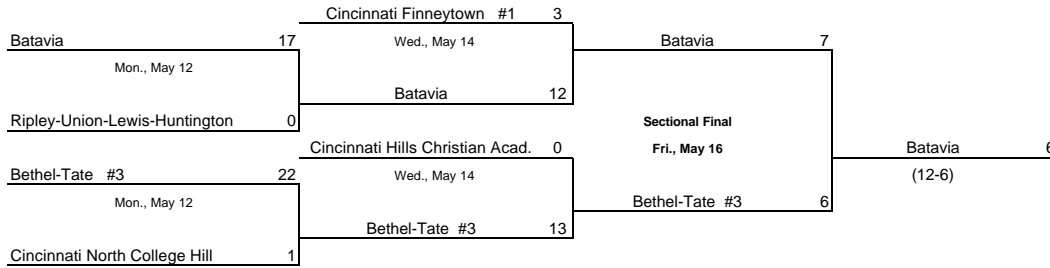 Cincinnati Finneytown #1 3
Batavia 17
Wed., May 14
Batavia 7
Mon., May 12
Batavia 12
Ripley-Union-Lewis-Huntington 0
Sectional Final
Cincinnati Hills Christian Acad. 0
Fri., May 16
Batavia 6
Bethel-Tate #3 22
Wed., May 14
(12-6)
Mon., May 12
Bethel-Tate #3 6
Bethel-Tate #3 13
Cincinnati North College Hill 1